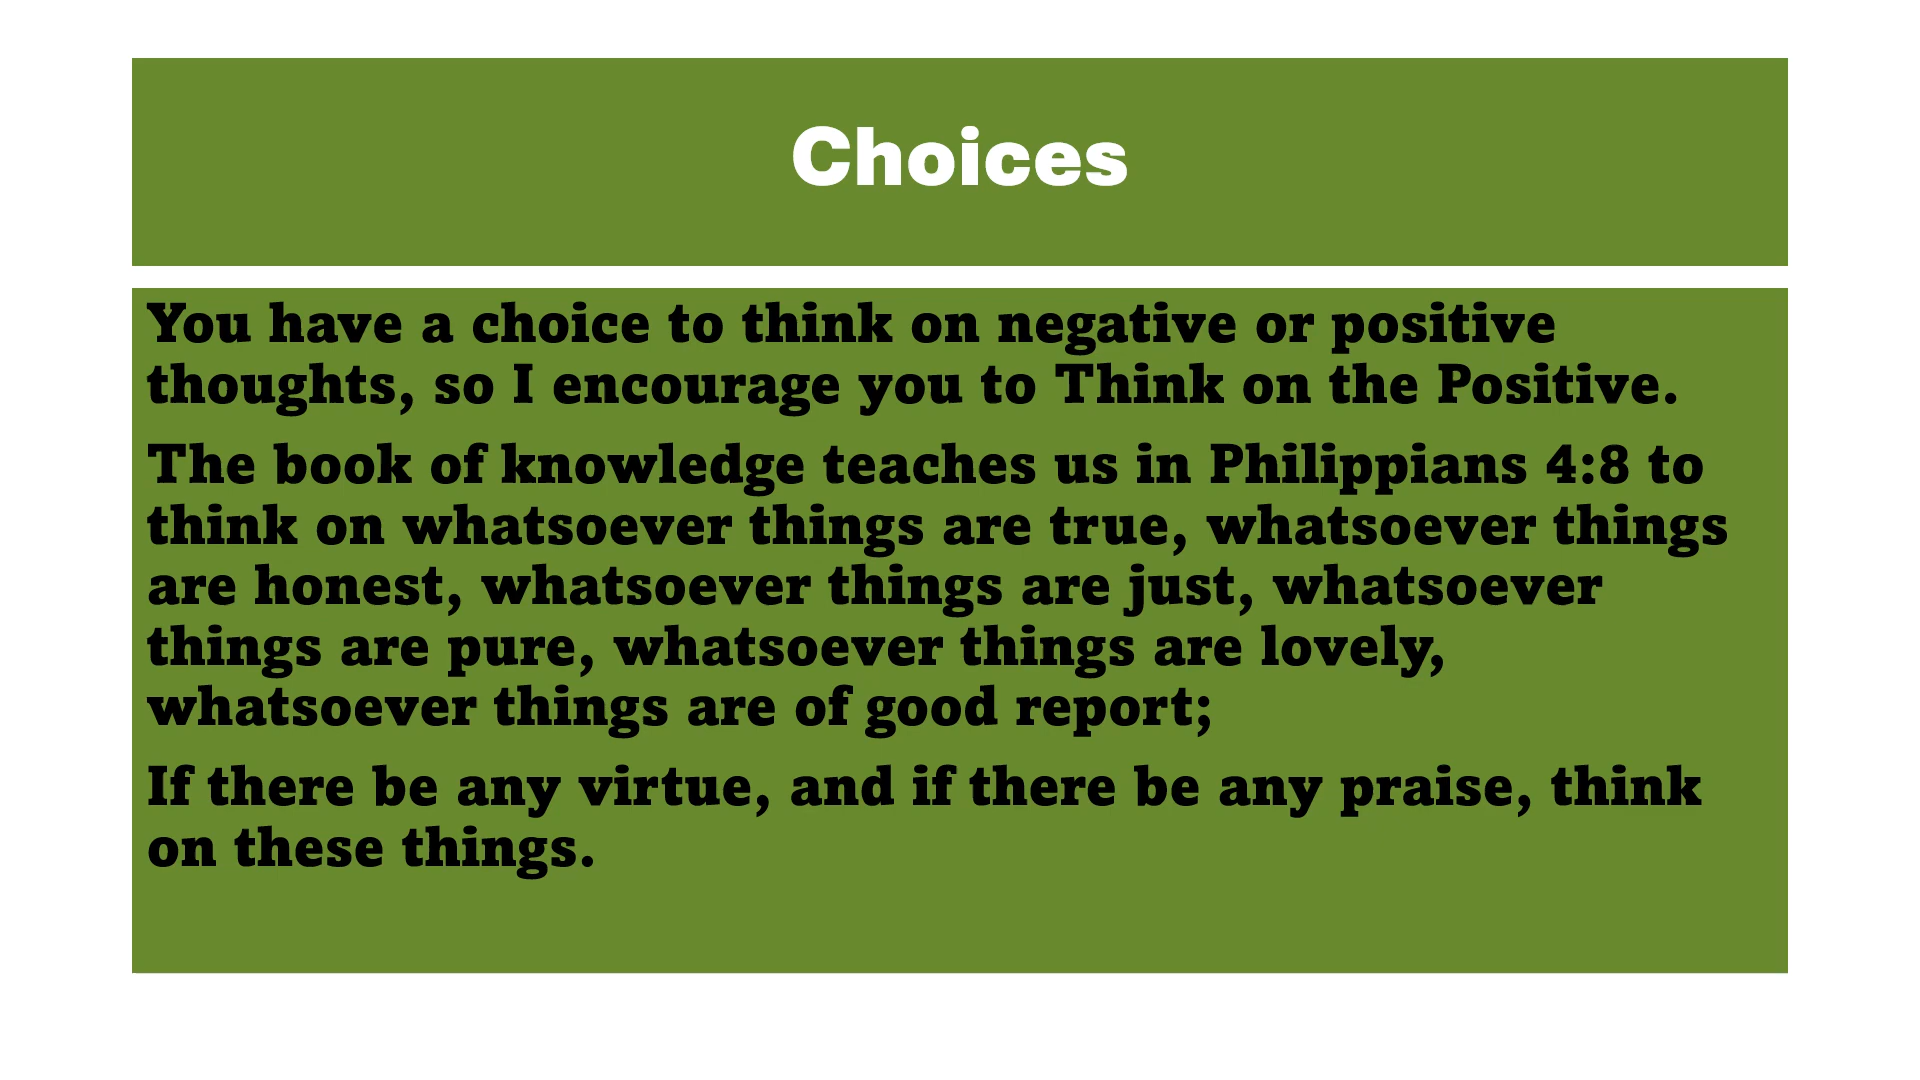 Choices
You have a choice to think on negative or positive
thoughts, so I encourage you to Think on the Positive.
The book of knowledge teaches us in Philippians 4:8 to
think on whatsoever things are true, whatsoever things
are honest, whatsoever things are just, whatsoever
things are pure, whatsoever things are lovely,
whatsoever things are of good report;
If there be any virtue, and if there be any praise, think
on these things.